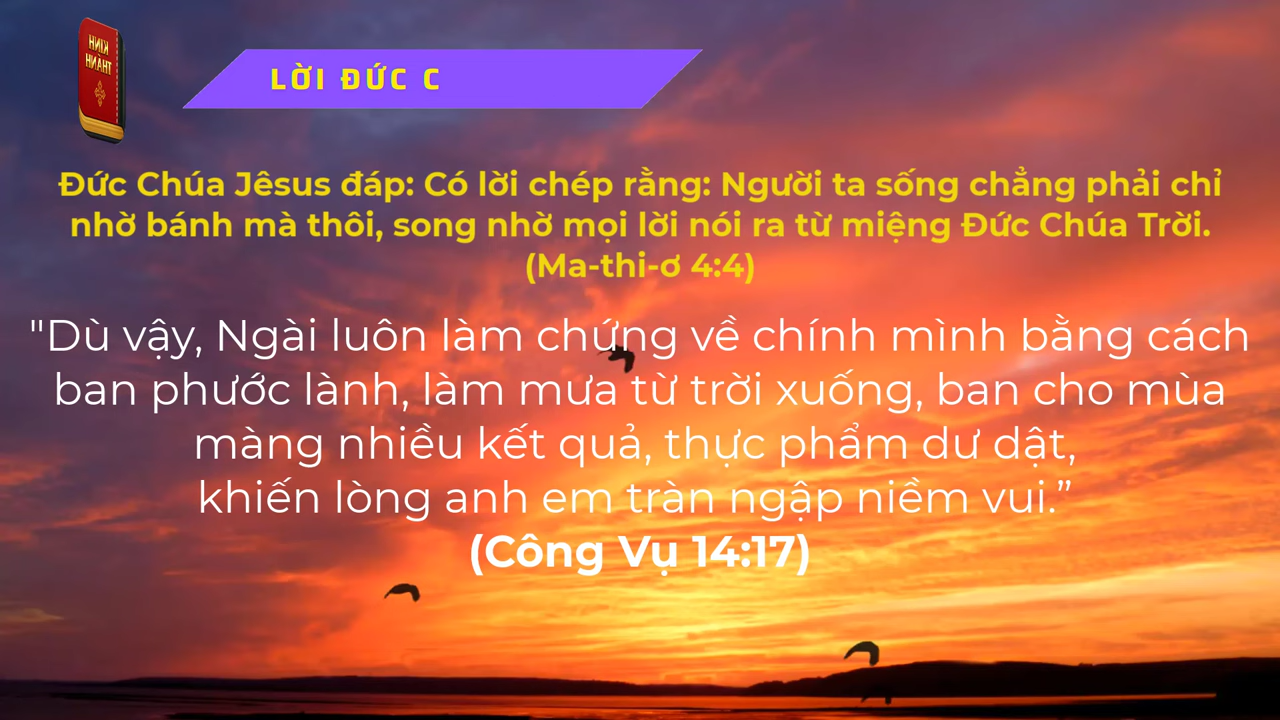 KINH
THÁNH
LỜI ĐỨC C
Đức Chúa Jêsus đáp: Có lời chép rằng: Người ta sống chẳng phải chỉ
nhờ bánh mà thôi, song nhờ mọi lời nói ra từ miệng Đức Chúa Trời.
(Ma-thi-ơ 4:4)
"Dù vậy, Ngài luôn làm chứng về chính mình bằng cách
ban phước lành, làm mưa từ trời xuống, ban cho mùa
màng nhiều kết quả, thực phẩm dư dật,
khiến lòng anh em tràn ngập niềm vui.”
(Công Vụ 14:17)